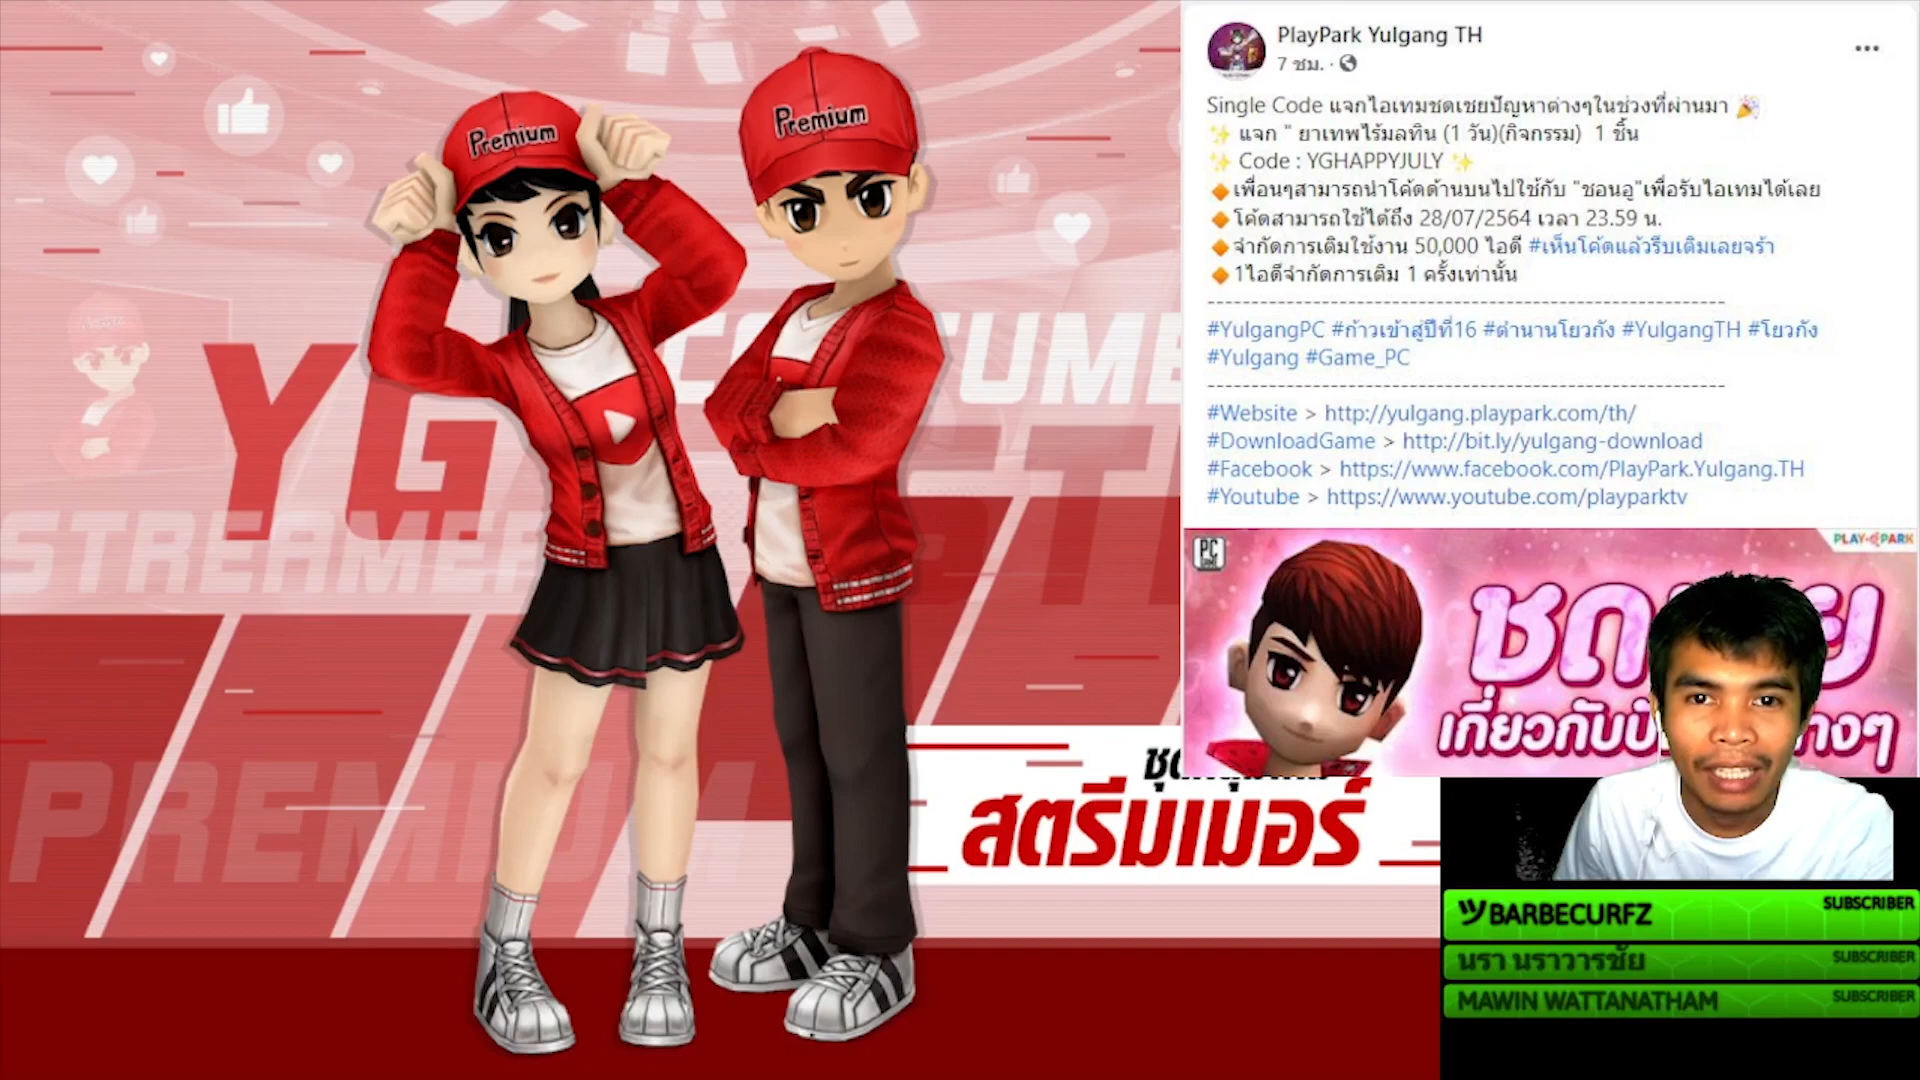 PlayPark Yulgang TH
7 ชม.
Single Code แจกไอเทมชดเชยปัญหาต่างๆในช่วงที่ผ่านมา 🎉
✨ แจก " ยาเทพไร้มลทิน (1 วัน)(กิจกรรม) 1 ชิ้น
✨ Code : YGHAPPYJULY ✨
🔶เพื่อนๆสามารถนำโค้ดด้านบนไปใช้กับ "ชอนอู"เพื่อรับไอเทมได้เลย
🔶โค้ดสามารถใช้ได้ถึง 28/07/2564 เวลา 23.59 น.
🔶จำกัดการเติมใช้งาน 50,000 ไอดี #เห็นโค้ดแล้วรีบเติมเลยจร้า
🔶1ไอดีจำกัดการเติม 1 ครั้งเท่านั้น
------------------------------------------------------------
#YulgangPC #ก้าวเข้าสู่ปีที่16 #ตำนานโยวกัง #YulgangTH #โยวกัง
#Yulgang #Game_PC
------------------------------------------------------------
#Website > http://yulgang.playpark.com/th/
#DownloadGame > http://bit.ly/yulgang-download
#Facebook > https://www.facebook.com/PlayPark.Yulgang.TH
#Youtube > https://www.youtube.com/playparktv
PC GAME
PLAY PARK
เกี่ยวกับ
Premium
Premium
YG
STREAMER
PREMIUM
สตรีมเมอร์
ツBARBECURFZ SUBSCRIBER
นรา นราวารชัย SUBSCRIBER
MAWIN WATTANATHAM SUBSCRIBER